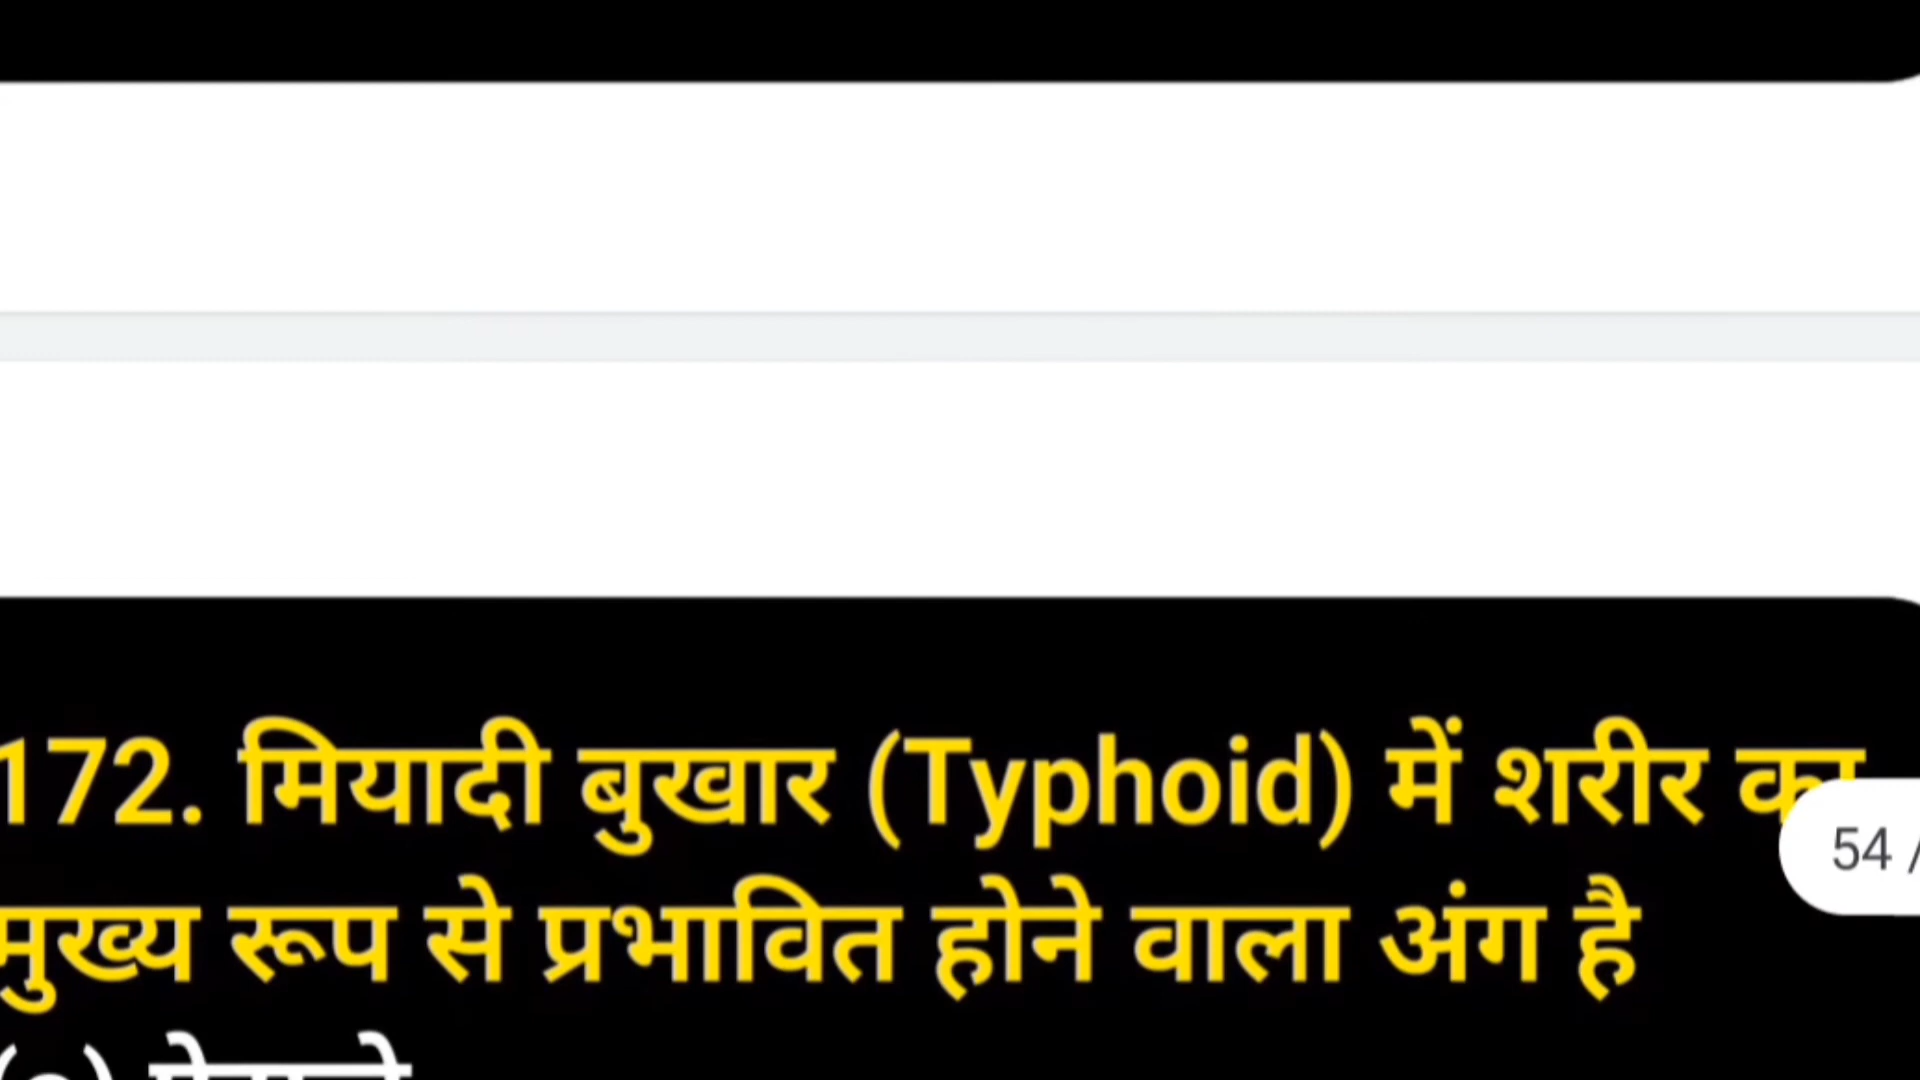 172. मियादी बुखार (Typhoid) में शरीर का
54 /
मुख्य रूप से प्रभावित होने वाला अंग है